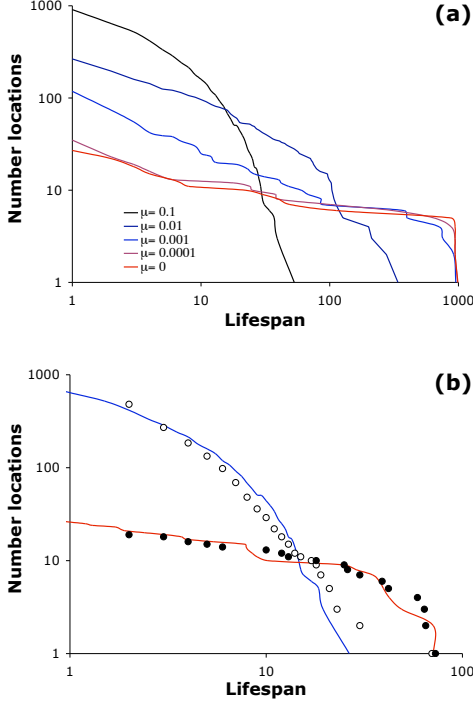 (a)
1000
100
10
1
Number locations
μ= 0.1
μ= 0.01
μ= 0.001
μ= 0.0001
μ= 0
1 10 100 1000
Lifespan
(b)
1000
100
10
1
Number locations
1 10 100
Lifespan